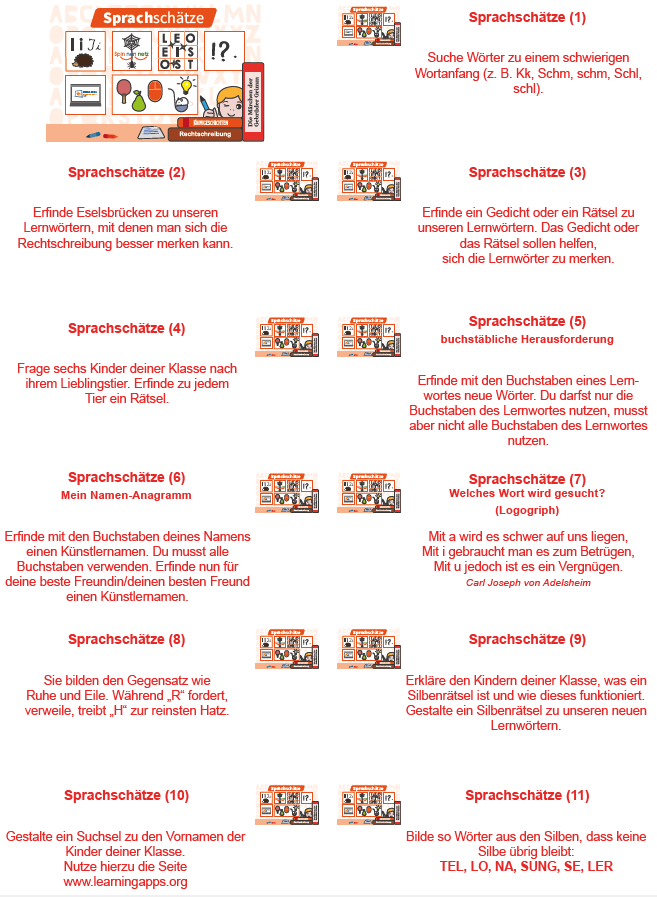 Sprachschätze
Spinnennetz
LEO
EIS
OST
!?.
Die Märchen der
Gebrüder Grimm
Rechtschreibung
Sprachschätze (1)
Suche Wörter zu einem schwierigen
Wortanfang (z. B. Kk, Schm, schm, Schl,
schl).
Sprachschätze (2)
Erfinde Eselsbrücken zu unseren
Lernwörtern, mit denen man sich die
Rechtschreibung besser merken kann.
Sprachschätze (3)
Erfinde ein Gedicht oder ein Rätsel zu
unseren Lernwörtern. Das Gedicht oder
das Rätsel sollen helfen,
sich die Lernwörter zu merken.
Sprachschätze (4)
Frage sechs Kinder deiner Klasse nach
ihrem Lieblingstier. Erfinde zu jedem
Tier ein Rätsel.
Sprachschätze (5)
buchstäbliche Herausforderung
Erfinde mit den Buchstaben eines Lern-
wortes neue Wörter. Du darfst nur die
Buchstaben des Lernwortes nutzen, musst
aber nicht alle Buchstaben des Lernwortes
nutzen.
Sprachschätze (6)
Mein Namen-Anagramm
Erfinde mit den Buchstaben deines Namens
einen Künstlernamen. Du musst alle
Buchstaben verwenden. Erfinde nun für
deine beste Freundin/deinen besten Freund
einen Künstlernamen.
Sprachschätze (7)
Welches Wort wird gesucht?
(Logogriph)
Mit a wird es schwer auf uns liegen,
Mit i gebraucht man es zum Betrügen,
Mit u jedoch ist es ein Vergnügen.
Carl Joseph von Adelsheim
Sprachschätze (8)
Sie bilden den Gegensatz wie
Ruhe und Eile. Während „R“ fordert,
verweile, treibt „H“ zur reinsten Hatz.
Sprachschätze (9)
Erkläre den Kindern deiner Klasse, was ein
Silbenrätsel ist und wie dieses funktioniert.
Gestalte ein Silbenrätsel zu unseren neuen
Lernwörtern.
Sprachschätze (10)
Gestalte ein Suchsel zu den Vornamen der
Kinder deiner Klasse.
Nutze hierzu die Seite
www.learningapps.org
Sprachschätze (11)
Bilde so Wörter aus den Silben, dass keine
Silbe übrig bleibt:
TEL, LO, NA, SUNG, SE, LER